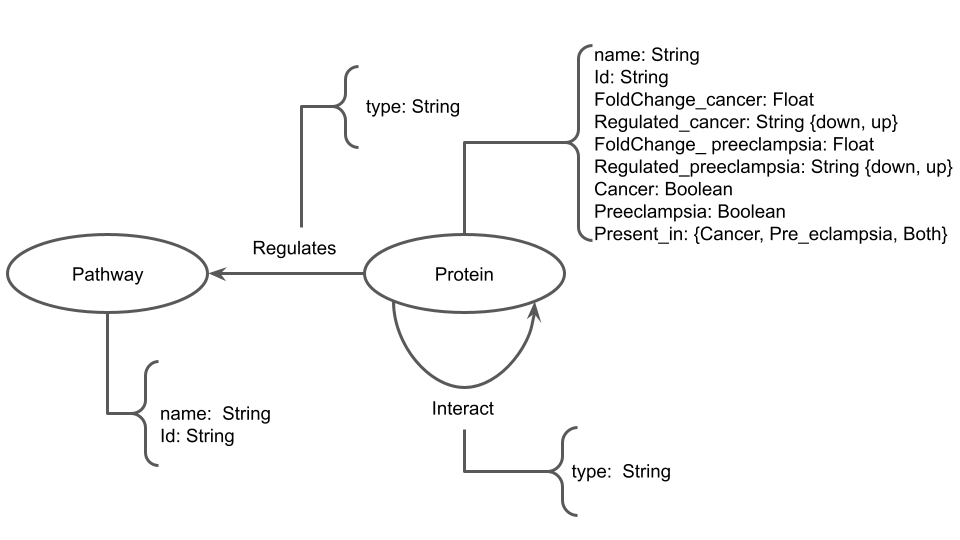 name: String
Id: String
FoldChange_cancer: Float
Regulated_cancer: String {down, up}
FoldChange_ preeclampsia: Float
Regulated_preeclampsia: String {down, up}
Cancer: Boolean
Preeclampsia: Boolean
Present_in: {Cancer, Pre_eclampsia, Both}
type: String
Regulates
Pathway
Protein
Interact
name:  String
Id: String
type:  String